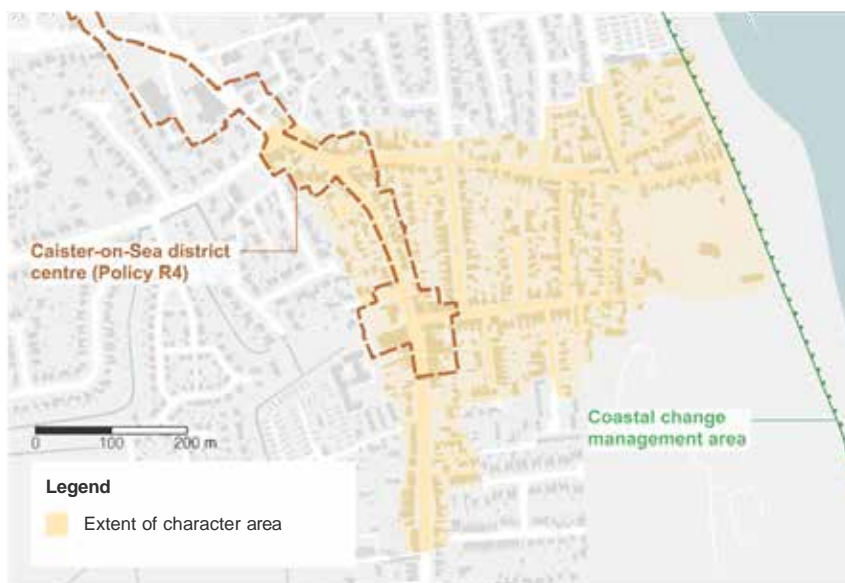 Caister-on-Sea district
centre (Policy R4)
Coastal change
management area
0 100 200 m
Legend
Extent of character area